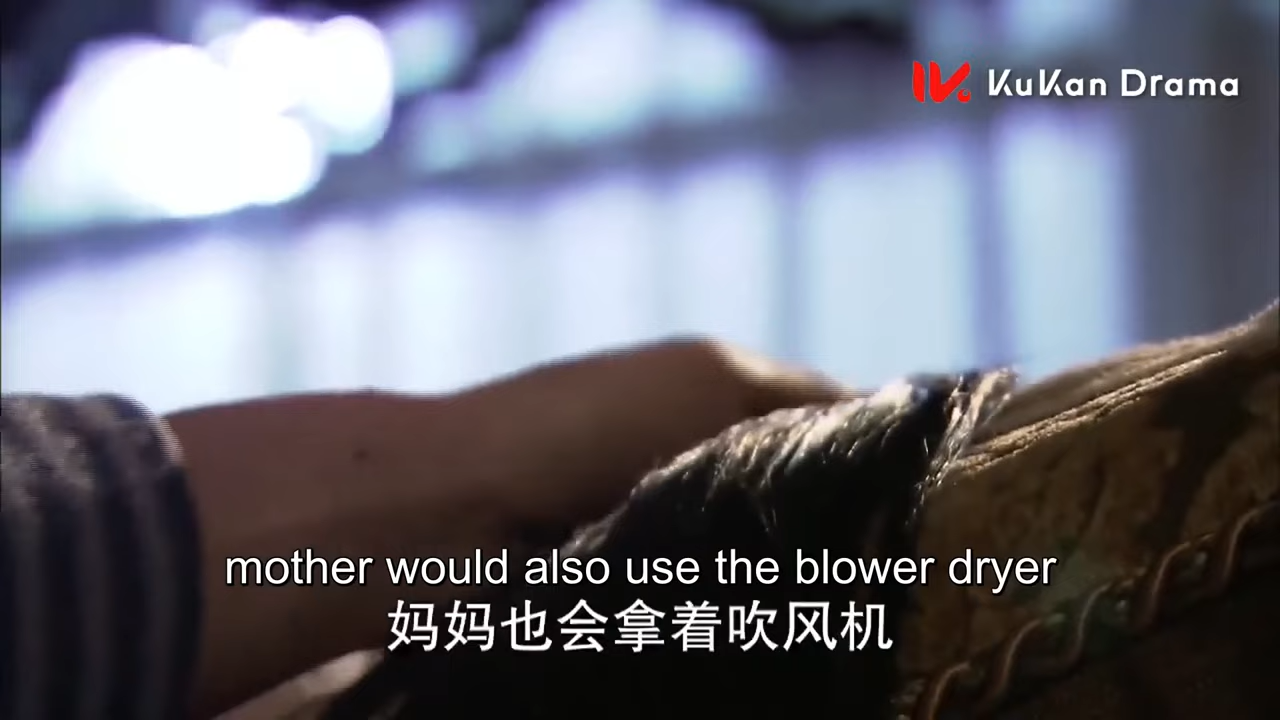 KuKan Drama
mother would also use the blower dryer
妈妈也会拿着吹风机